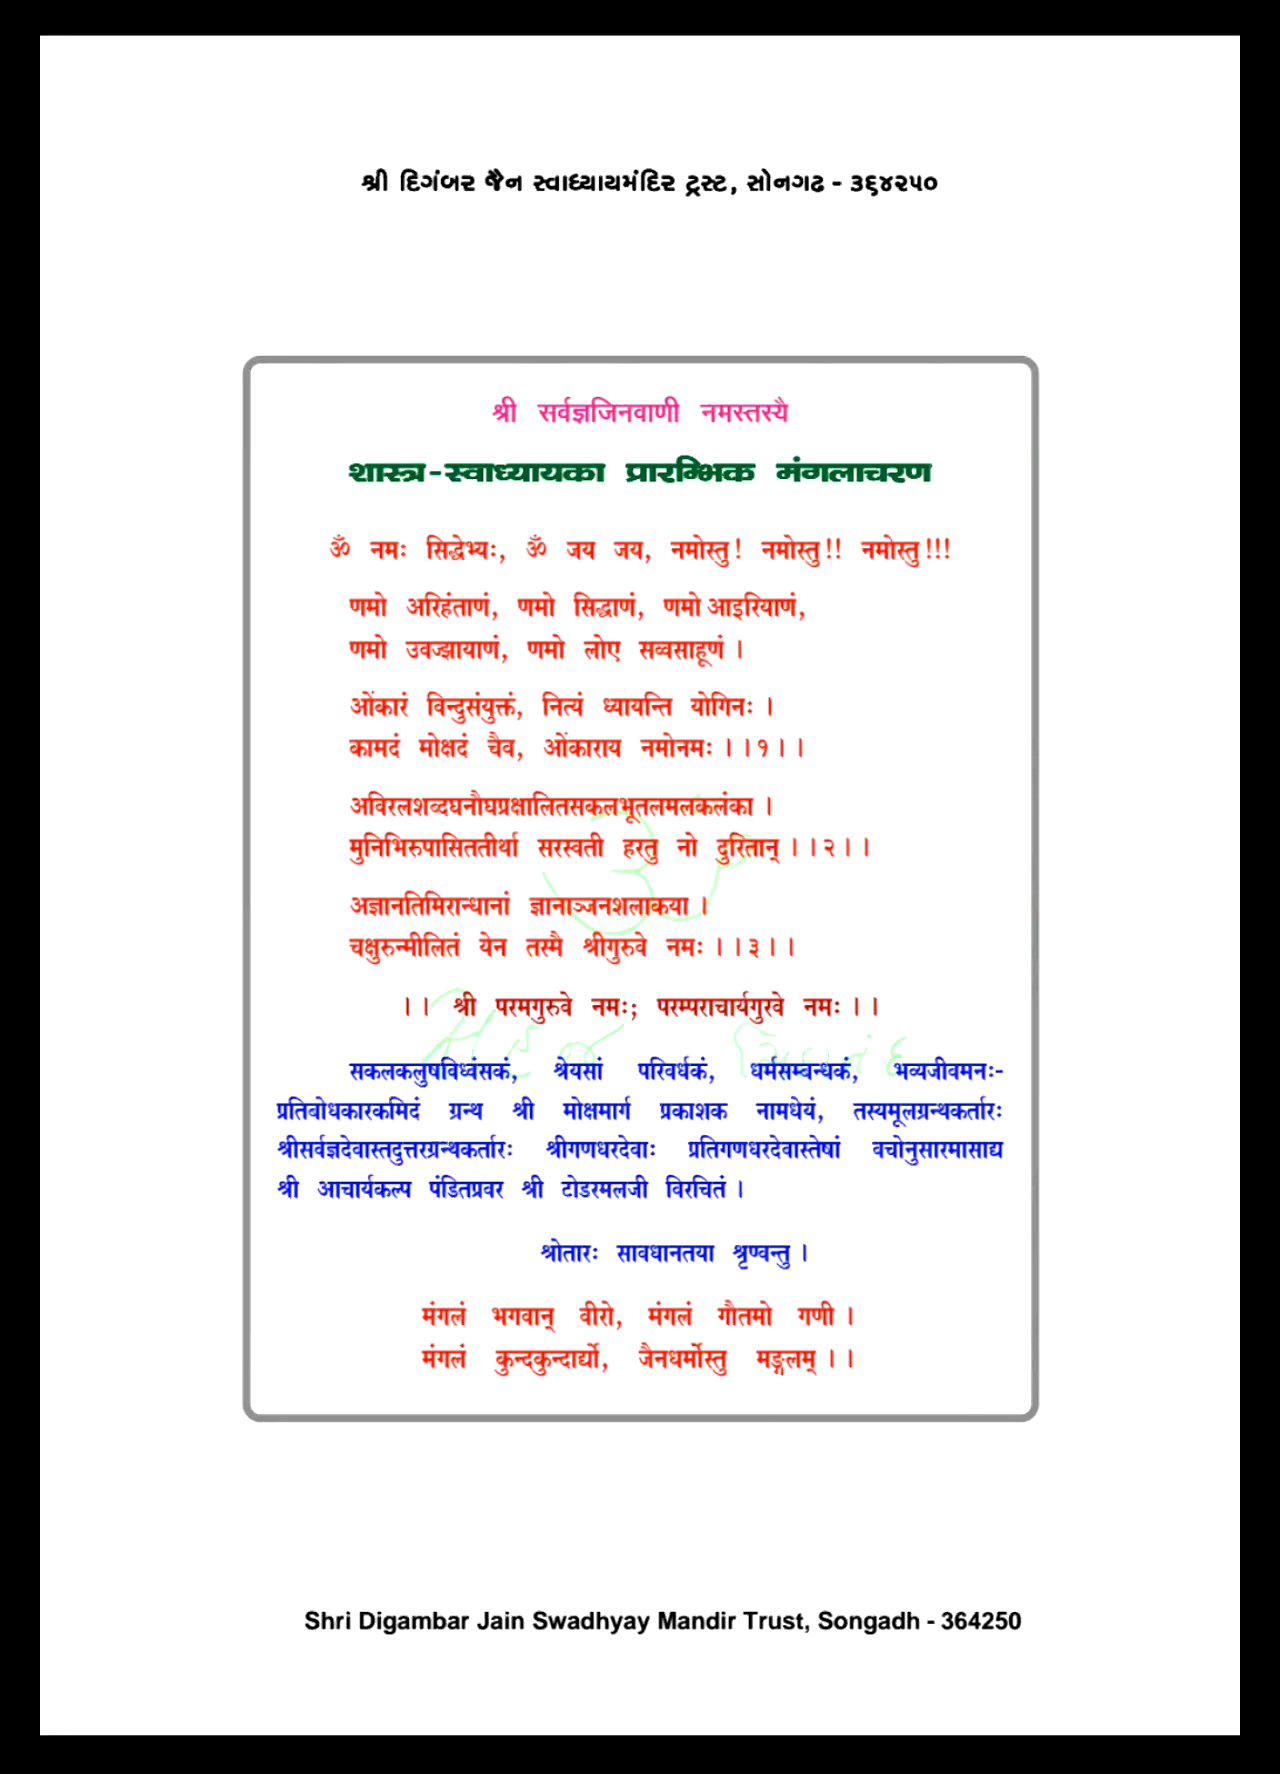 શ્રી દિગંબર જૈન સ્વાધ્યાયમંદિર ટ્રસ્ટ, સોનગઢ - ૩૬૪૨૫૦
श्री सर्वज्ञजिनवाणी नमस्तस्यै
शास्त्र-स्वाध्यायका प्रारम्भिक मंगलाचरण
ॐ नमः सिद्धेभ्यः, ॐ जय जय, नमोस्तु! नमोस्तु!! नमोस्तु!!!
णमो अरिहंताणं, णमो सिद्धाणं, णमो आइरियाणं,
णमो उवज्झायाणं, णमो लोए सव्वसाहूणं ।
ओंकारं विन्दुसंयुक्तं, नित्यं ध्यायन्ति योगिनः ।
कामदं मोक्षदं चैव, ओंकाराय नमोनमः ।।१।।
अविरलशब्दघनौघप्रक्षालितसकलभूतलमलकलंका ।
मुनिभिरुपासिततीर्था सरस्वती हरतु नो दुरितान् ।।२।।
अज्ञानतिमिरान्धानां ज्ञानाञ्जनशलाकया ।
चक्षुरुन्मीलितं येन तस्मै श्रीगुरुवे नमः ।।३।।
।। श्री परमगुरुवे नमः; परम्पराचार्यगुरवे नमः ।।
सकलकलुषविध्वंसकं, श्रेयसां परिवर्धकं, धर्मसम्बन्धकं, भव्यजीवमनः-
प्रतिबोधकारकमिदं ग्रन्थ श्री मोक्षमार्ग प्रकाशक नामधेयं, तस्यमूलग्रन्थकर्तारः
श्रीसर्वज्ञदेवास्तदुत्तरग्रन्थकर्तारः श्रीगणधरदेवाः प्रतिगणधरदेवास्तेषां वचोनुसारमासाद्य
श्री आचार्यकल्प पंडितप्रवर श्री टोडरमलजी विरचितं ।
श्रोतारः सावधानतया श्रृण्वन्तु ।
मंगलं भगवान् वीरो, मंगलं गौतमो गणी ।
मंगलं कुन्दकुन्दार्द्यो, जैनधर्मोस्तु मङ्गलम् ।।
Shri Digambar Jain Swadhyay Mandir Trust, Songadh - 364250